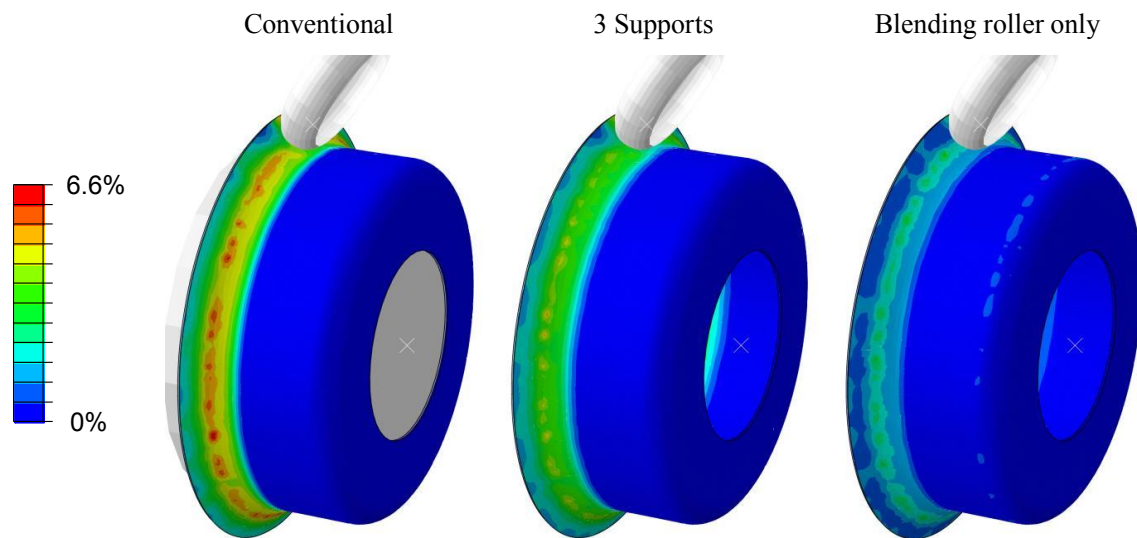 Conventional
3 Supports
Blending roller only
6.6%
0%